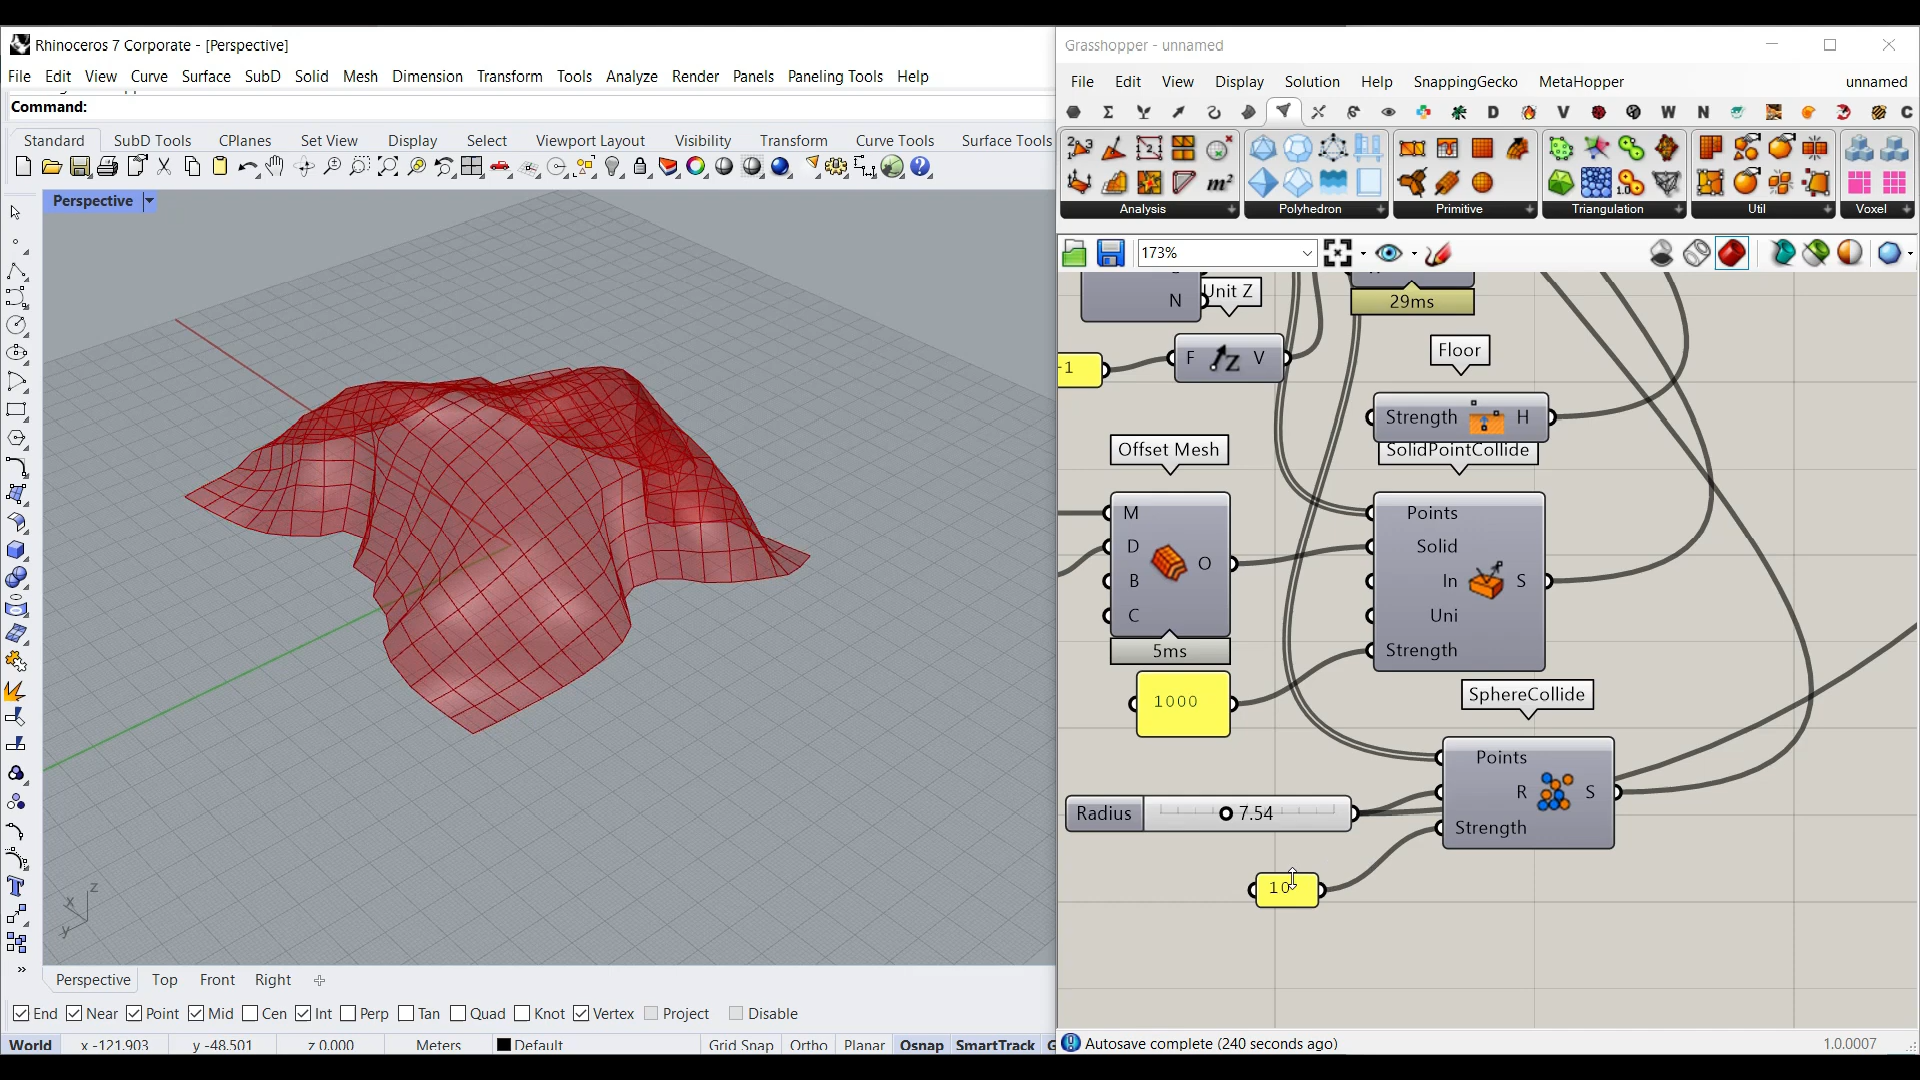 Rhinoceros 7 Corporate - [Perspective]
File Edit View Curve Surface SubD Solid Mesh Dimension Transform Tools Analyze Render Panels Paneling Tools Help
Command:
Standard SubD Tools CPlanes Set View Display Select Viewport Layout Visibility Transform Curve Tools Surface Tools
Perspective
z
x
y
Perspective Top Front Right
End Near Point Mid Cen Int Perp Tan Quad Knot Vertex Project Disable
World x -121.903 y -48.501 z 0.000 Meters Default Grid Snap Ortho Planar Osnap SmartTrack G
Grasshopper - unnamed
File Edit View Display Solution Help SnappingGecko MetaHopper unnamed
D V W N C
Analysis Polyhedron Primitive Triangulation Util Voxel
173%
N
Unit Z
29ms
-1
F Z V
Floor
Strength H
Offset Mesh
SolidPointCollide
M
D
B
C
O
5ms
1000
Points
Solid
In
Uni
Strength
S
SphereCollide
Radius 7.54
Points
R
Strength
S
10
Autosave complete (240 seconds ago) 1.0.0007